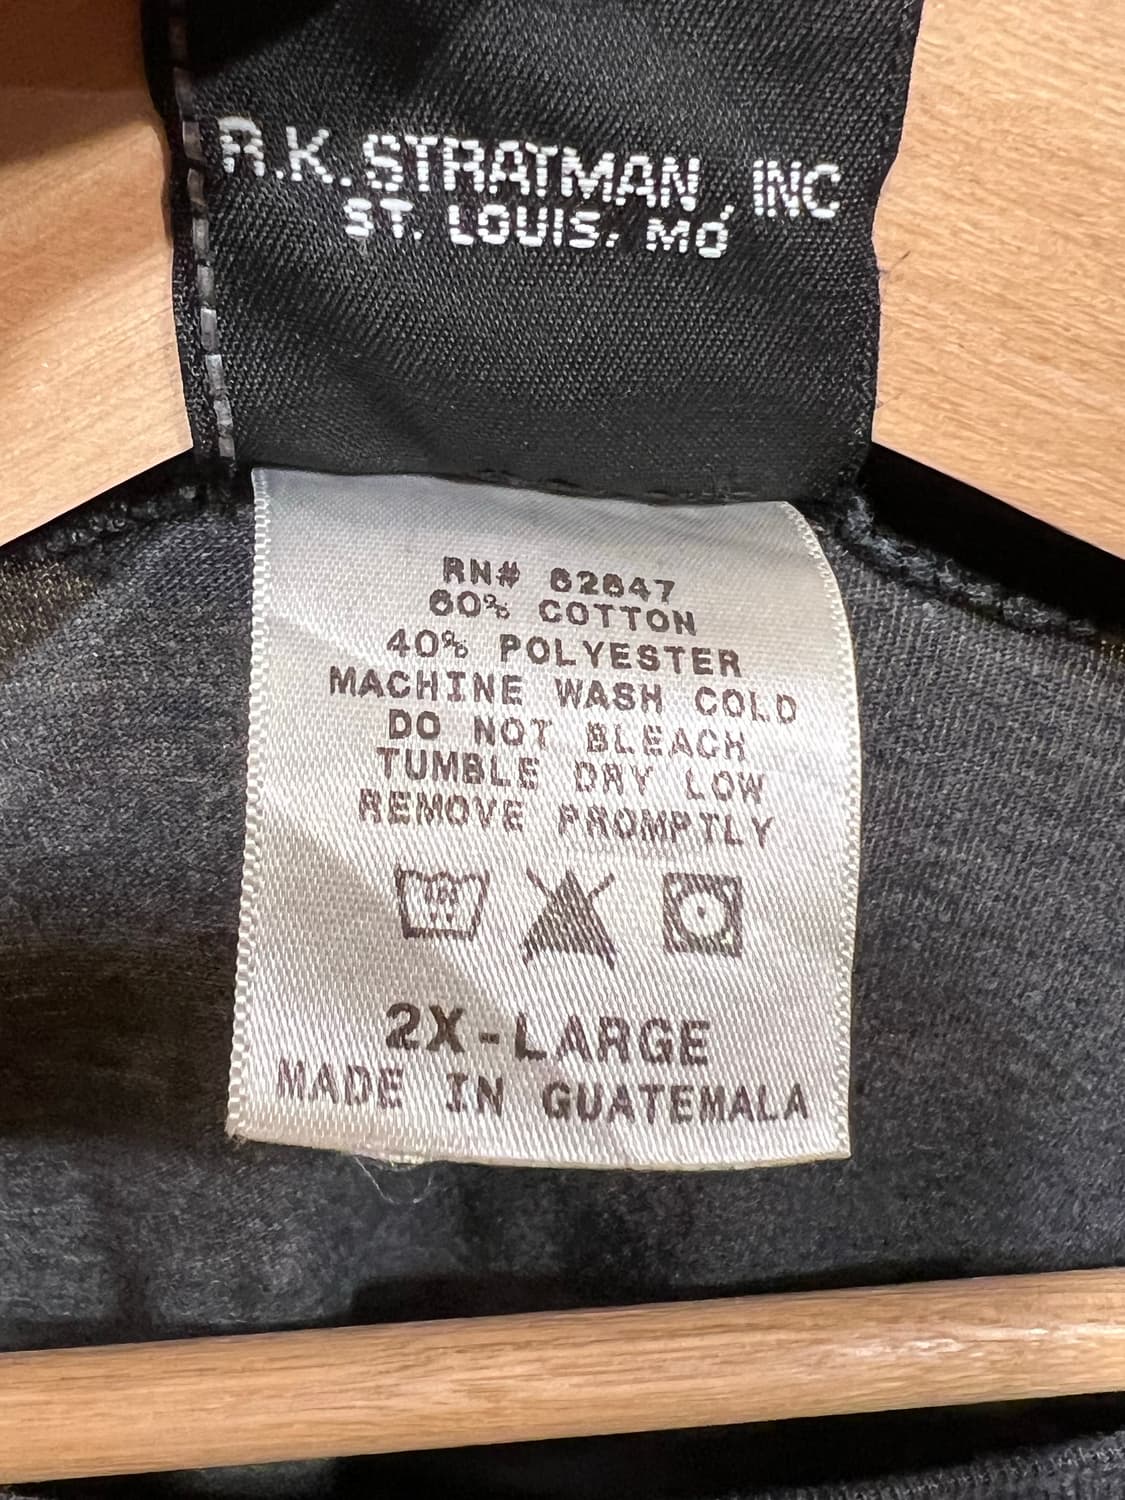 R.K. STRATMAN, INC
ST. LOUIS, MO
RN# 62647
60% COTTON
40% POLYESTER
MACHINE WASH COLD
DO NOT BLEACH
TUMBLE DRY LOW
REMOVE PROMPTLY
2X-LARGE
MADE IN GUATEMALA